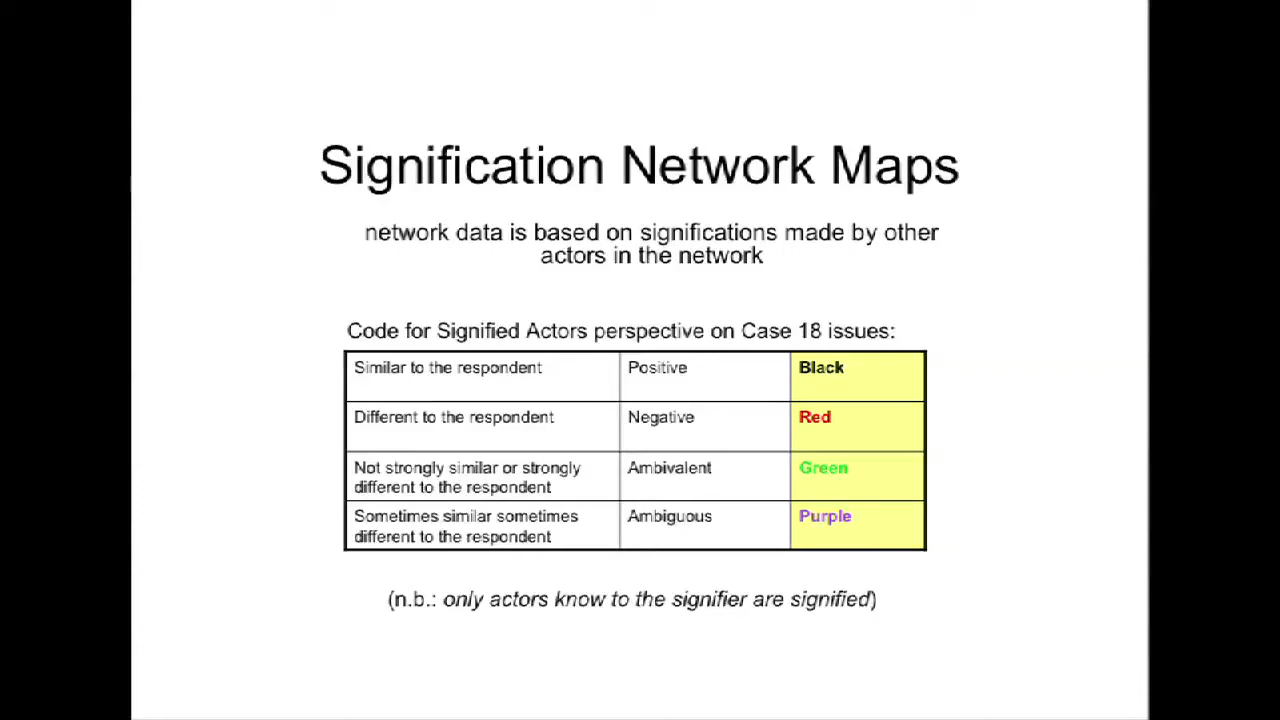 Signification Network Maps
network data is based on significations made by other
actors in the network
Code for Signified Actors perspective on Case 18 issues:
Similar to the respondent Positive Black
Different to the respondent Negative Red
Not strongly similar or strongly different to the respondent Ambivalent Green
Sometimes similar sometimes different to the respondent Ambiguous Purple
(n.b.: only actors know to the signifier are signified)